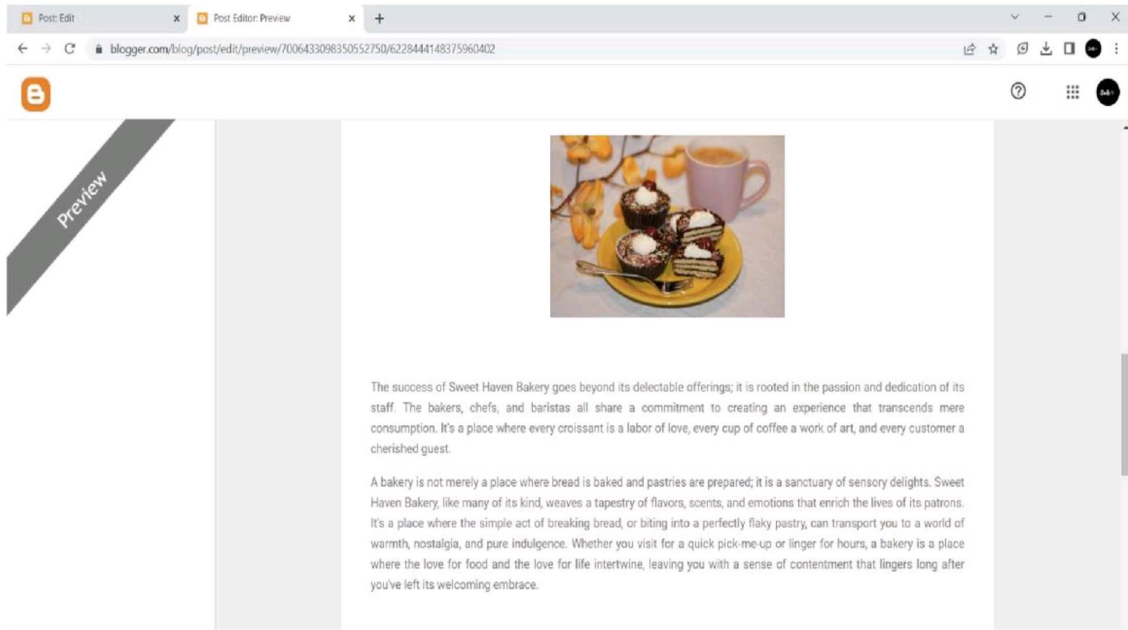 Post: Edit
Post Editor: Preview
blogger.com/blog/post/edit/preview/7006433098350552750/6228444148375960402
Preview
The success of Sweet Haven Bakery goes beyond its delectable offerings; it is rooted in the passion and dedication of its
staff. The bakers, chefs, and baristas all share a commitment to creating an experience that transcends mere
consumption. It's a place where every croissant is a labor of love, every cup of coffee a work of art, and every customer a
cherished guest.
A bakery is not merely a place where bread is baked and pastries are prepared; it is a sanctuary of sensory delights. Sweet
Haven Bakery, like many of its kind, weaves a tapestry of flavors, scents, and emotions that enrich the lives of its patrons.
It's a place where the simple act of breaking bread, or biting into a perfectly flaky pastry, can transport you to a world of
warmth, nostalgia, and pure indulgence. Whether you visit for a quick pick-me-up or linger for hours, a bakery is a place
where the love for food and the love for life intertwine, leaving you with a sense of contentment that lingers long after
you've left its welcoming embrace.